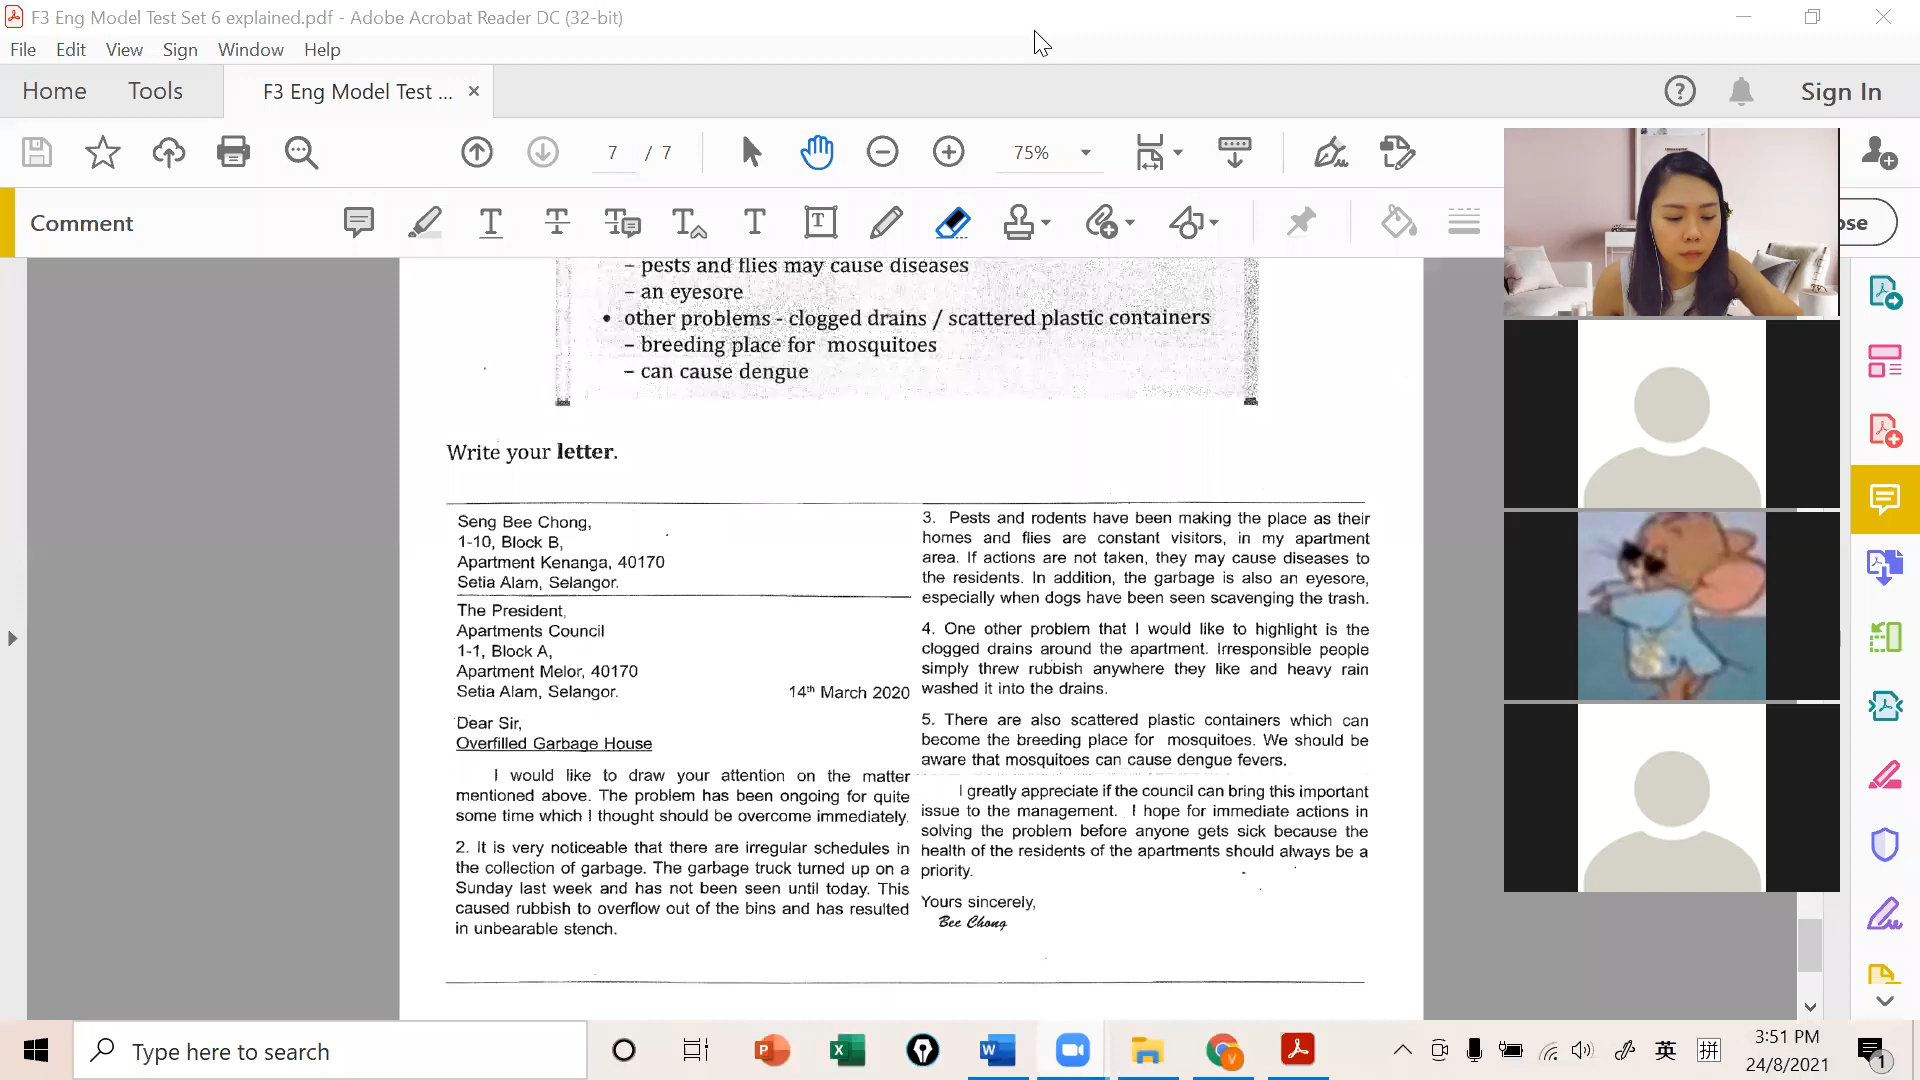 F3 Eng Model Test Set 6 explained.pdf - Adobe Acrobat Reader DC (32-bit)
File Edit View Sign Window Help
Home Tools F3 Eng Model Test ... × Sign In
7 / 7 75%
Comment
ose
– pests and flies may cause diseases
– an eyesore
• other problems - clogged drains / scattered plastic containers
– breeding place for mosquitoes
– can cause dengue
Write your letter.
Seng Bee Chong,
1-10, Block B,
Apartment Kenanga, 40170
Setia Alam, Selangor.
The President,
Apartments Council
1-1, Block A,
Apartment Melor, 40170
Setia Alam, Selangor. 14th March 2020
Dear Sir,
Overfilled Garbage House
I would like to draw your attention on the matter
mentioned above. The problem has been ongoing for quite
some time which I thought should be overcome immediately.
2. It is very noticeable that there are irregular schedules in
the collection of garbage. The garbage truck turned up on a
Sunday last week and has not been seen until today. This
caused rubbish to overflow out of the bins and has resulted
in unbearable stench.
3. Pests and rodents have been making the place as their
homes and flies are constant visitors, in my apartment
area. If actions are not taken, they may cause diseases to
the residents. In addition, the garbage is also an eyesore,
especially when dogs have been seen scavenging the trash.
4. One other problem that I would like to highlight is the
clogged drains around the apartment. Irresponsible people
simply threw rubbish anywhere they like and heavy rain
washed it into the drains.
5. There are also scattered plastic containers which can
become the breeding place for mosquitoes. We should be
aware that mosquitoes can cause dengue fevers.
I greatly appreciate if the council can bring this important
issue to the management. I hope for immediate actions in
solving the problem before anyone gets sick because the
health of the residents of the apartments should always be a
priority.
Yours sincerely,
Bee Chong
Type here to search
英 拼
3:51 PM
24/8/2021
1